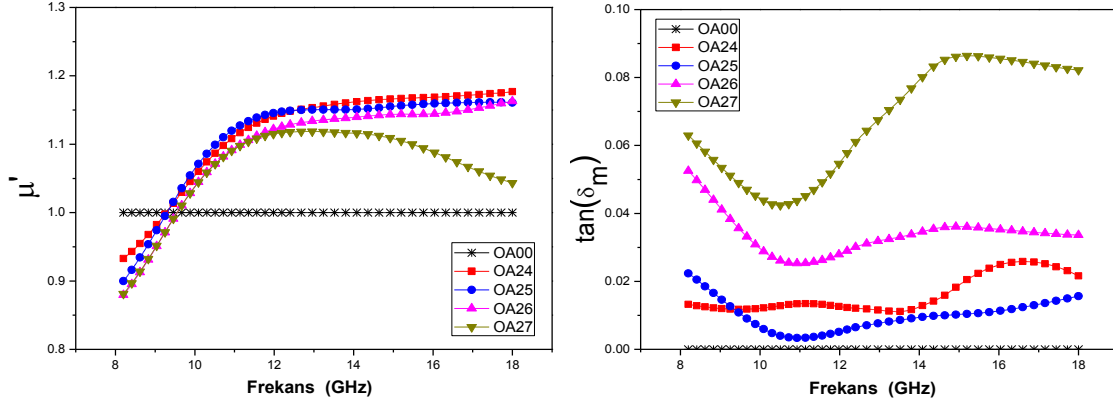 1.3
1.2
1.1
1.0
0.9
0.8
μ'
8
10
12
14
16
18
Frekans (GHz)
OA00
OA24
OA25
OA26
OA27
0.10
0.08
0.06
0.04
0.02
0.00
tan(δm)
8
10
12
14
16
18
Frekans (GHz)
OA00
OA24
OA25
OA26
OA27